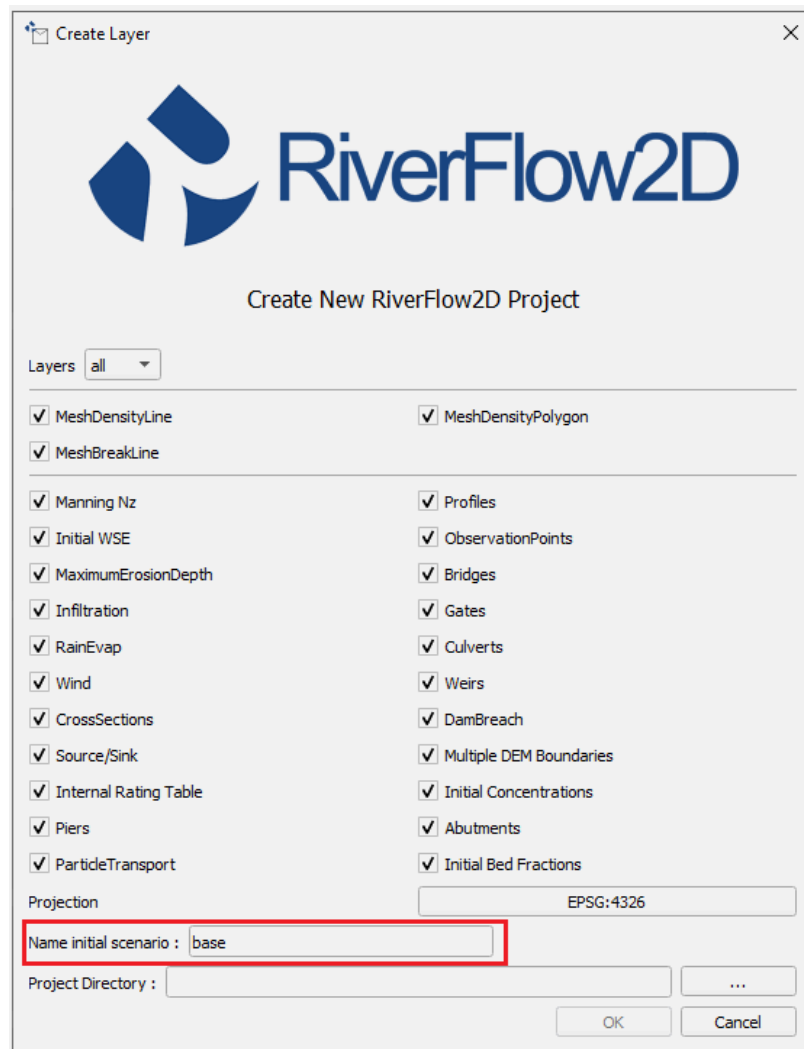 Create Layer
RiverFlow2D
Create New RiverFlow2D Project
Layers all
MeshDensityLine MeshDensityPolygon
MeshBreakLine
Manning Nz Profiles
Initial WSE ObservationPoints
MaximumErosionDepth Bridges
Infiltration Gates
RainEvap Culverts
Wind Weirs
CrossSections DamBreach
Source/Sink Multiple DEM Boundaries
Internal Rating Table Initial Concentrations
Piers Abutments
ParticleTransport Initial Bed Fractions
Projection EPSG:4326
Name initial scenario : base
Project Directory : ...
OK Cancel